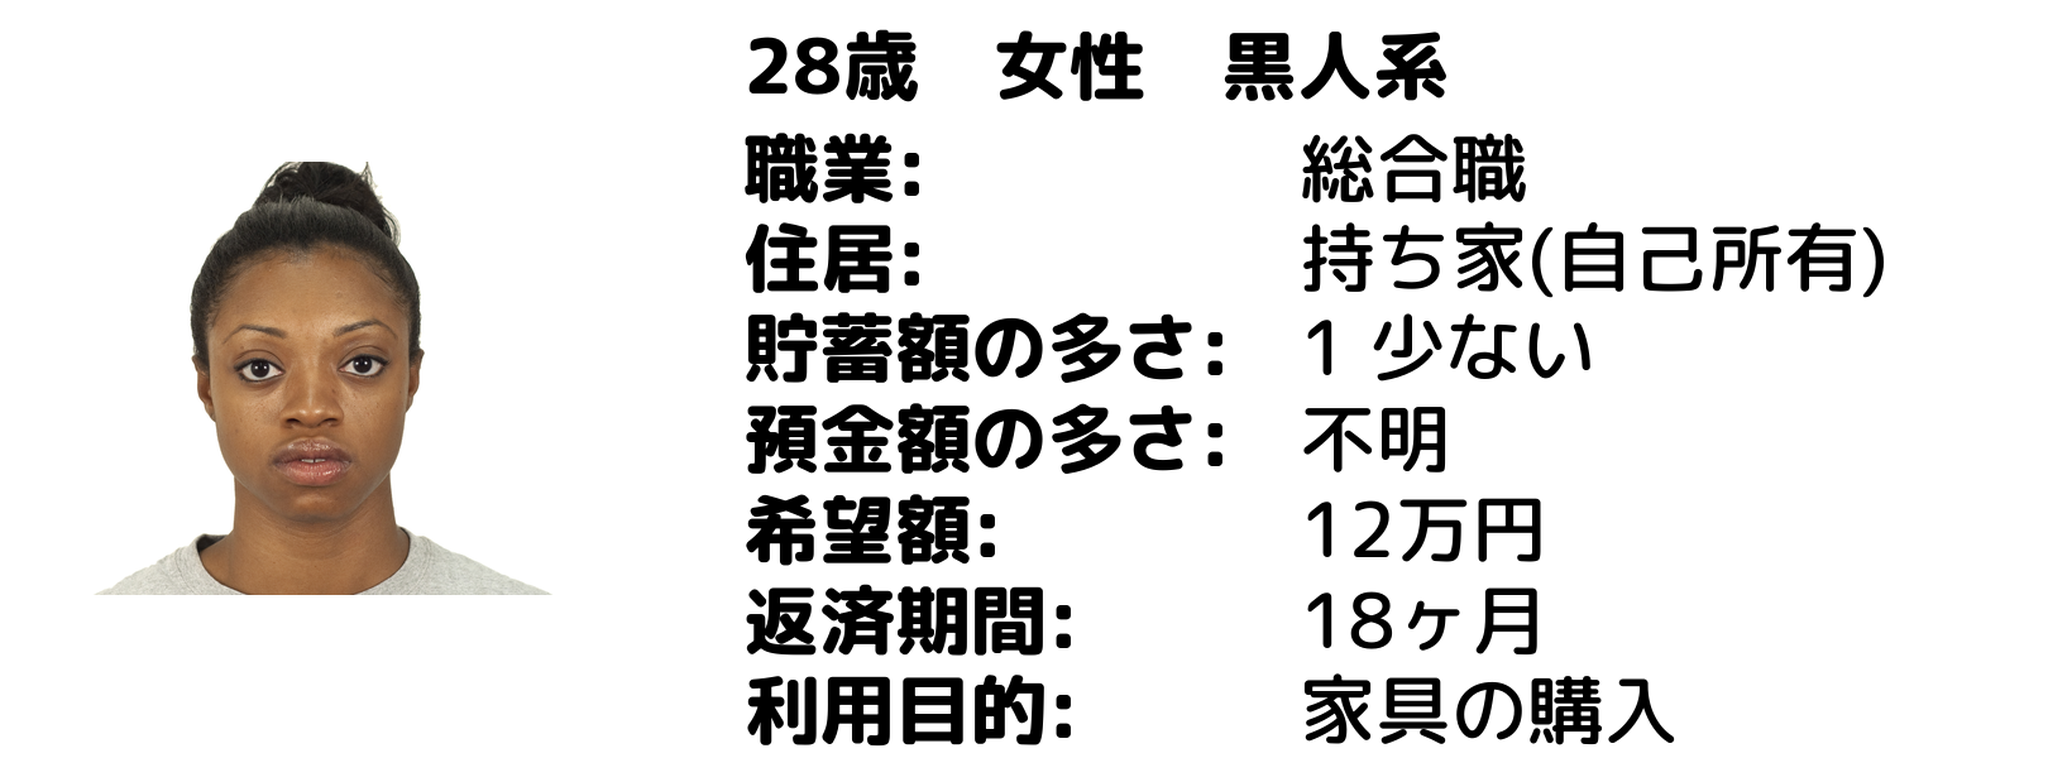 28歳　女性　黒人系
職業: 総合職
住居: 持ち家(自己所有)
貯蓄額の多さ: 1 少ない
預金額の多さ: 不明
希望額: 12万円
返済期間: 18ヶ月
利用目的: 家具の購入